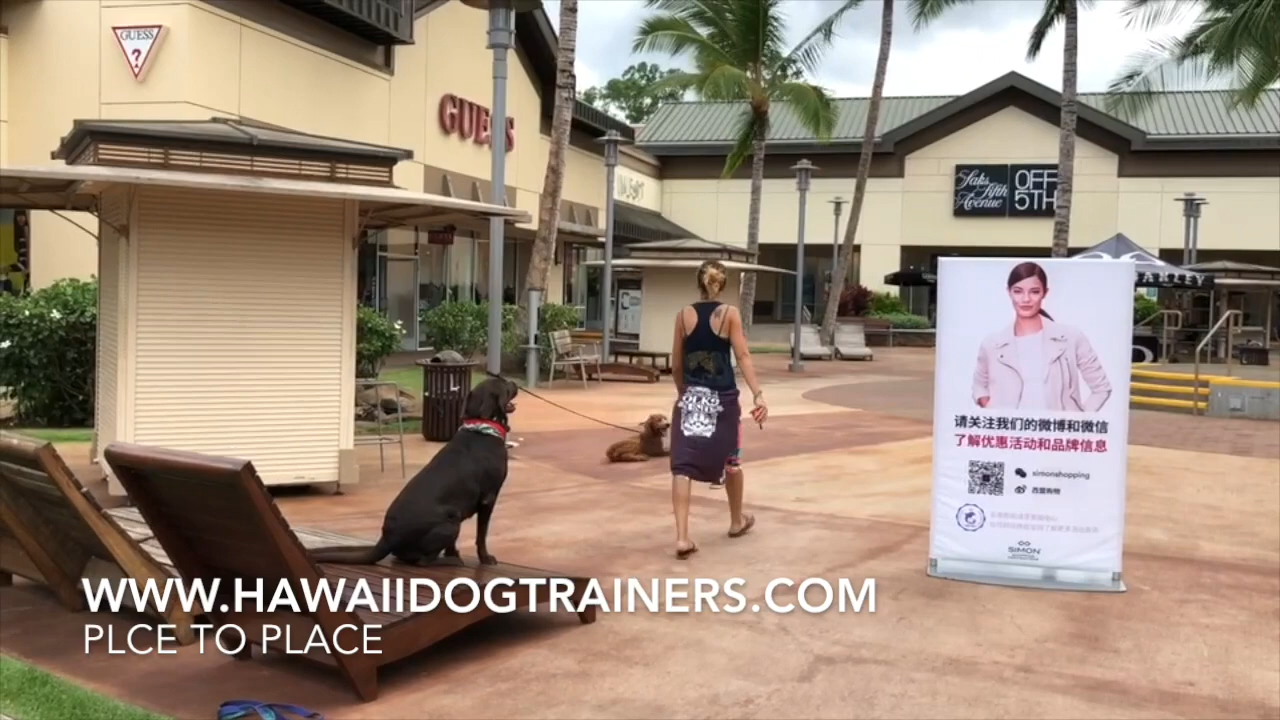 GUESS
?
GUESS
Saks
Fifth
Avenue
OFF
5TH
请关注我们的微博和微信
了解优惠活动和品牌信息
simonshopping
西蒙购物
SIMON
WWW.HAWAIIDOGTRAINERS.COM
PLCE TO PLACE